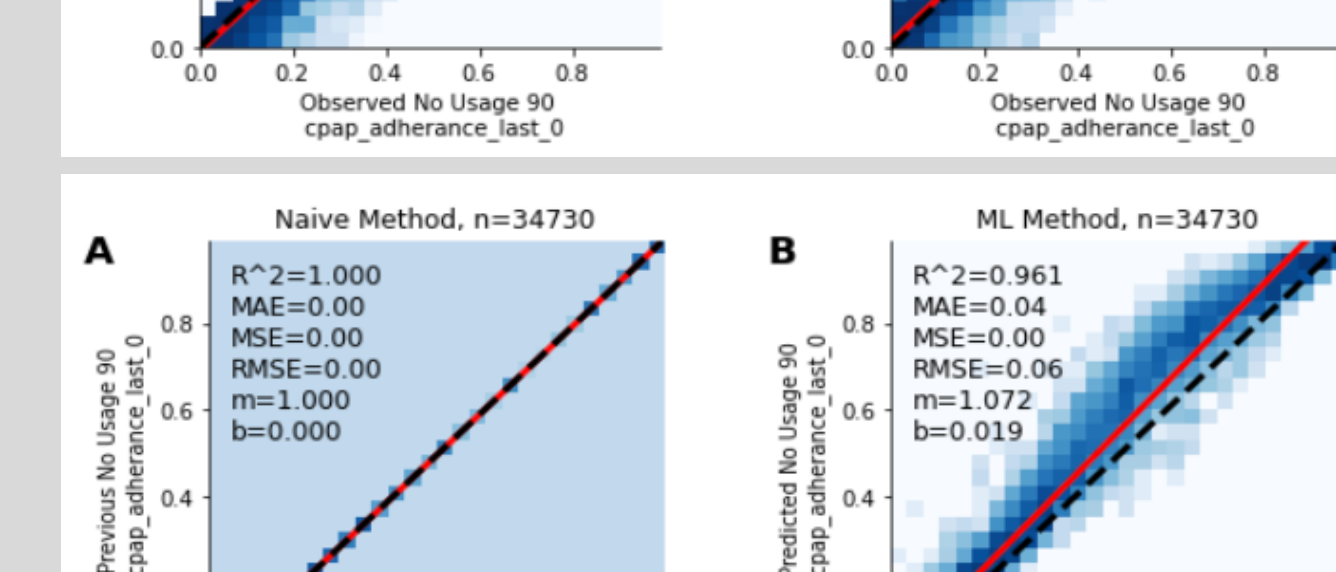 0.0
0.0 0.2 0.4 0.6 0.8
Observed No Usage 90
cpap_adherance_last_0
0.0
0.0 0.2 0.4 0.6 0.8
Observed No Usage 90
cpap_adherance_last_0
A
Naive Method, n=34730
R^2=1.000
MAE=0.00
MSE=0.00
RMSE=0.00
m=1.000
b=0.000
0.8
0.6
0.4
Previous No Usage 90
cpap_adherance_last_0
B
ML Method, n=34730
R^2=0.961
MAE=0.04
MSE=0.00
RMSE=0.06
m=1.072
b=0.019
0.8
0.6
0.4
Predicted No Usage 90
cpap_adherance_last_0